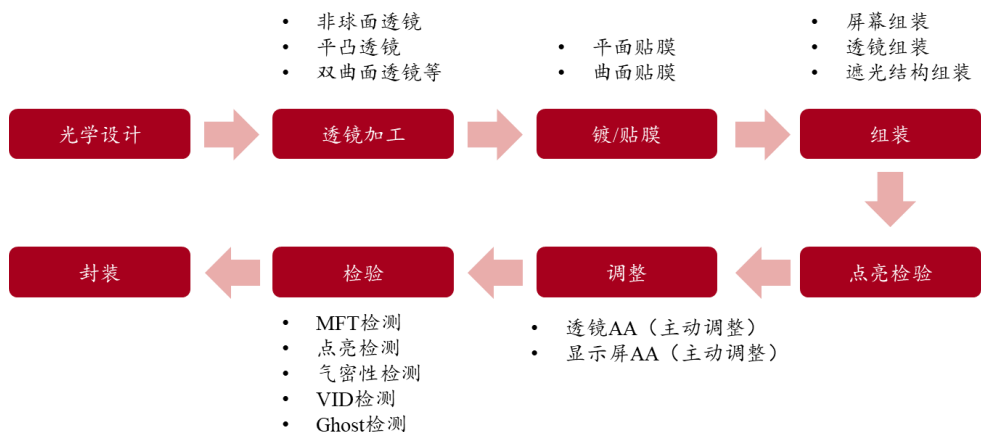 • 非球面透镜
• 平凸透镜
• 双曲面透镜等
• 平面贴膜
• 曲面贴膜
• 屏幕组装
• 透镜组装
• 遮光结构组装
光学设计
透镜加工
镀/贴膜
组装
封装
检验
调整
点亮检验
• MFT检测
• 点亮检测
• 气密性检测
• VID检测
• Ghost检测
• 透镜AA（主动调整）
• 显示屏AA（主动调整）